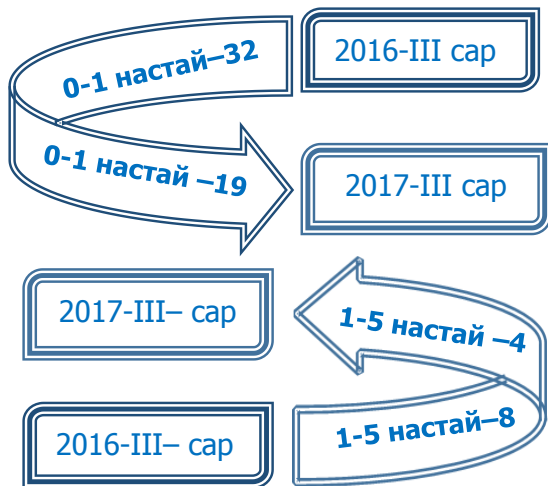 0-1 настай–32
2016-III сар
0-1 настай –19
2017-III сар
2017-III– сар
1-5 настай –4
2016-III– сар
1-5 настай–8